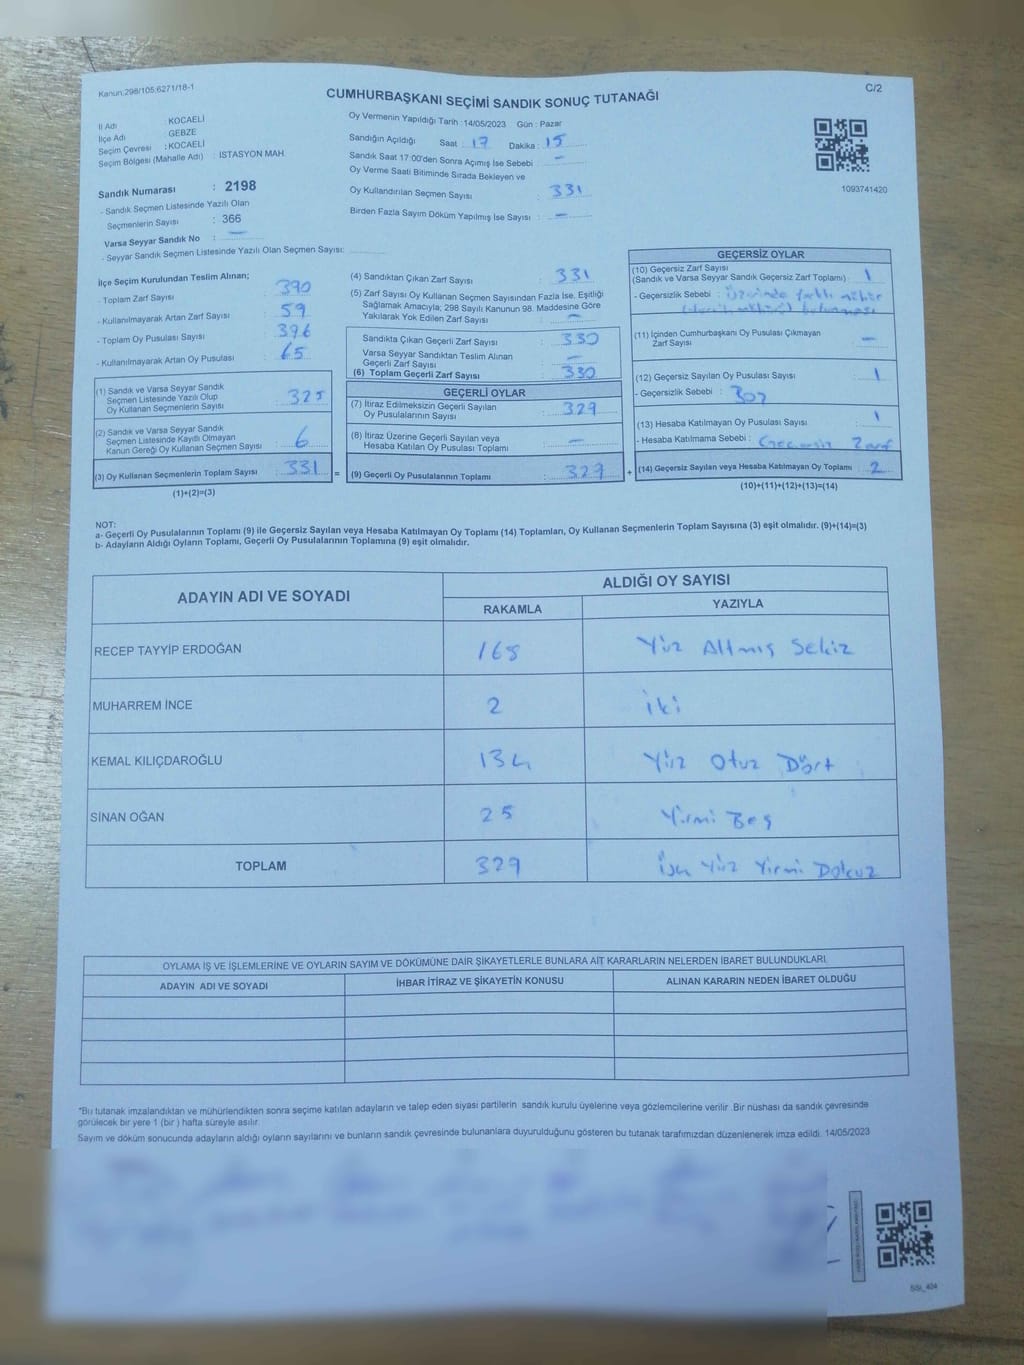 Kanun:298/105;6271/18-1
C/2
CUMHURBAŞKANI SEÇİMİ SANDIK SONUÇ TUTANAĞI
İl Adı : KOCAELİ
İlçe Adı : GEBZE
Seçim Çevresi : KOCAELİ
Seçim Bölgesi (Mahalle Adı) : ISTASYON MAH.
Sandık Numarası : 2198
- Sandık Seçmen Listesinde Yazılı Olan
Seçmenlerin Sayısı : 366
Varsa Seyyar Sandık No : —
- Seyyar Sandık Seçmen Listesinde Yazılı Olan Seçmen Sayısı:
Oy Vermenin Yapıldığı Tarih :14/05/2023 Gün : Pazar
Sandığın Açıldığı Saat : 17 Dakika : 15
Sandık Saat 17:00'den Sonra Açımış İse Sebebi : —
Oy Verme Saati Bitiminde Sırada Bekleyen ve
Oy Kullandırılan Seçmen Sayısı : 331
Birden Fazla Sayım Döküm Yapılmış İse Sayısı : —
1093741420
İlçe Seçim Kurulundan Teslim Alınan;
- Toplam Zarf Sayısı : 390
- Kullanılmayarak Artan Zarf Sayısı : 59
- Toplam Oy Pusulası Sayısı : 396
- Kullanılmayarak Artan Oy Pusulası : 65
(1) Sandık ve Varsa Seyyar Sandık
Seçmen Listesinde Yazılı Olup
Oy Kullanan Seçmenlerin Sayısı : 325
(2) Sandık ve Varsa Seyyar Sandık
Seçmen Listesinde Kayıtlı Olmayan
Kanun Gereği Oy Kullanan Seçmen Sayısı : 6
(3) Oy Kullanan Seçmenlerin Toplam Sayısı : 331 =
(1)+(2)=(3)
(4) Sandıktan Çıkan Zarf Sayısı : 331
(5) Zarf Sayısı Oy Kullanan Seçmen Sayısından Fazla İse, Eşitliği
Sağlamak Amacıyla; 298 Sayılı Kanunun 98. Maddesine Göre
Yakılarak Yok Edilen Zarf Sayısı : —
Sandıkta Çıkan Geçerli Zarf Sayısı : 330
Varsa Seyyar Sandıktan Teslim Alınan
Geçerli Zarf Sayısı : —
(6) Toplam Geçerli Zarf Sayısı : 330
GEÇERLİ OYLAR
(7) İtiraz Edilmeksizin Geçerli Sayılan
Oy Pusulalarının Sayısı : 329
(8) İtiraz Üzerine Geçerli Sayılan veya
Hesaba Katılan Oy Pusulası Toplamı : —
(9) Geçerli Oy Pusulalarının Toplamı : 329 +
GEÇERSİZ OYLAR
(10) Geçersiz Zarf Sayısı
(Sandık ve Varsa Seyyar Sandık Geçersiz Zarf Toplamı) : 1
- Geçersizlik Sebebi : Üzerinde farklı mühür
bulunması
(11) İçinden Cumhurbaşkanı Oy Pusulası Çıkmayan
Zarf Sayısı : —
(12) Geçersiz Sayılan Oy Pusulası Sayısı : 1
- Geçersizlik Sebebi : Boş
(13) Hesaba Katılmayan Oy Pusulası Sayısı : 1
- Hesaba Katılmama Sebebi : Geçersiz Zarf
(14) Geçersiz Sayılan veya Hesaba Katılmayan Oy Toplamı : 2
(10)+(11)+(12)+(13)=(14)
NOT:
a- Geçerli Oy Pusulalarının Toplamı (9) ile Geçersiz Sayılan veya Hesaba Katılmayan Oy Toplamı (14) Toplamları, Oy Kullanan Seçmenlerin Toplam Sayısına (3) eşit olmalıdır. (9)+(14)=(3)
b- Adayların Aldığı Oyların Toplamı, Geçerli Oy Pusulalarının Toplamına (9) eşit olmalıdır.
ADAYIN ADI VE SOYADI
ALDIĞI OY SAYISI
RAKAMLA YAZIYLA
RECEP TAYYİP ERDOĞAN 168 Yüz Altmış Sekiz
MUHARREM İNCE 2 İki
KEMAL KILIÇDAROĞLU 134 Yüz Otuz Dört
SİNAN OĞAN 25 Yirmi Beş
TOPLAM 329 Yüz Yirmi Dokuz
OYLAMA İŞ VE İŞLEMLERİNE VE OYLARIN SAYIM VE DÖKÜMÜNE DAİR ŞİKAYETLERLE BUNLARA AİT KARARLARIN NELERDEN İBARET BULUNDUKLARI
ADAYIN ADI VE SOYADI İHBAR İTİRAZ VE ŞİKAYETİN KONUSU ALINAN KARARIN NEDEN İBARET OLDUĞU
*Bu tutanak imzalandıktan ve mühürlendikten sonra seçime katılan adayların ve talep eden siyasi partilerin sandık kurulu üyelerine veya gözlemcilerine verilir. Bir nüshası da sandık çevresinde
görülecek bir yere 1 (bir ) hafta süreyle asılır.
Sayım ve döküm sonucunda adayların aldığı oyların sayılarını ve bunların sandık çevresinde bulunanlara duyurulduğunu gösteren bu tutanak tarafımızdan düzenlenerek imza edildi. 14/05/2023